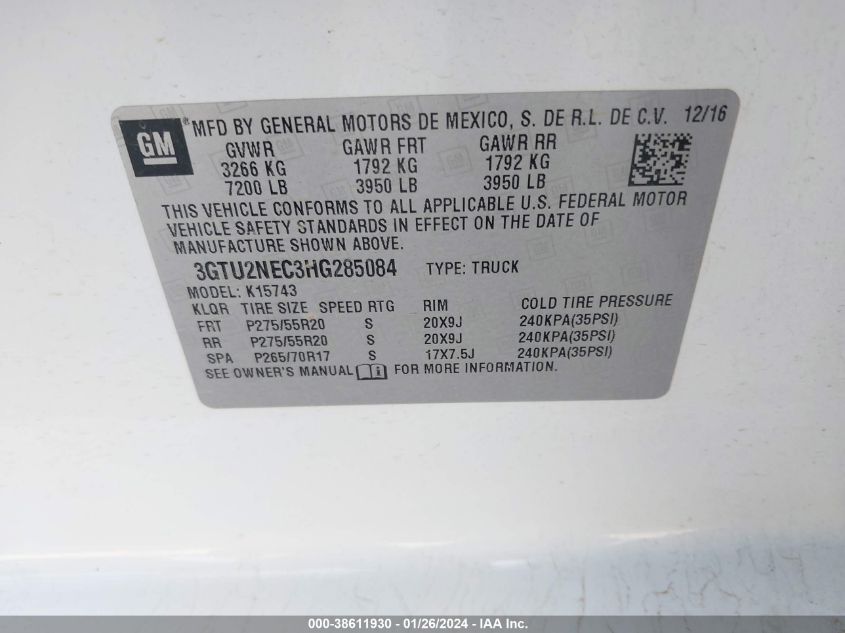 GM ® MFD BY GENERAL MOTORS DE MEXICO, S. DE R.L. DE C.V. 12/16
GVWR GAWR FRT GAWR RR
3266 KG 1792 KG 1792 KG
7200 LB 3950 LB 3950 LB
THIS VEHICLE CONFORMS TO ALL APPLICABLE U.S. FEDERAL MOTOR
VEHICLE SAFETY STANDARDS IN EFFECT ON THE DATE OF
MANUFACTURE SHOWN ABOVE.
3GTU2NEC3HG285084 TYPE: TRUCK
MODEL: K15743
KLQR TIRE SIZE SPEED RTG RIM COLD TIRE PRESSURE
FRT P275/55R20 S 20X9J 240KPA(35PSI)
RR P275/55R20 S 20X9J 240KPA(35PSI)
SPA P265/70R17 S 17X7.5J 240KPA(35PSI)
SEE OWNER'S MANUAL i FOR MORE INFORMATION.
000-38611930 - 01/26/2024 - IAA Inc.